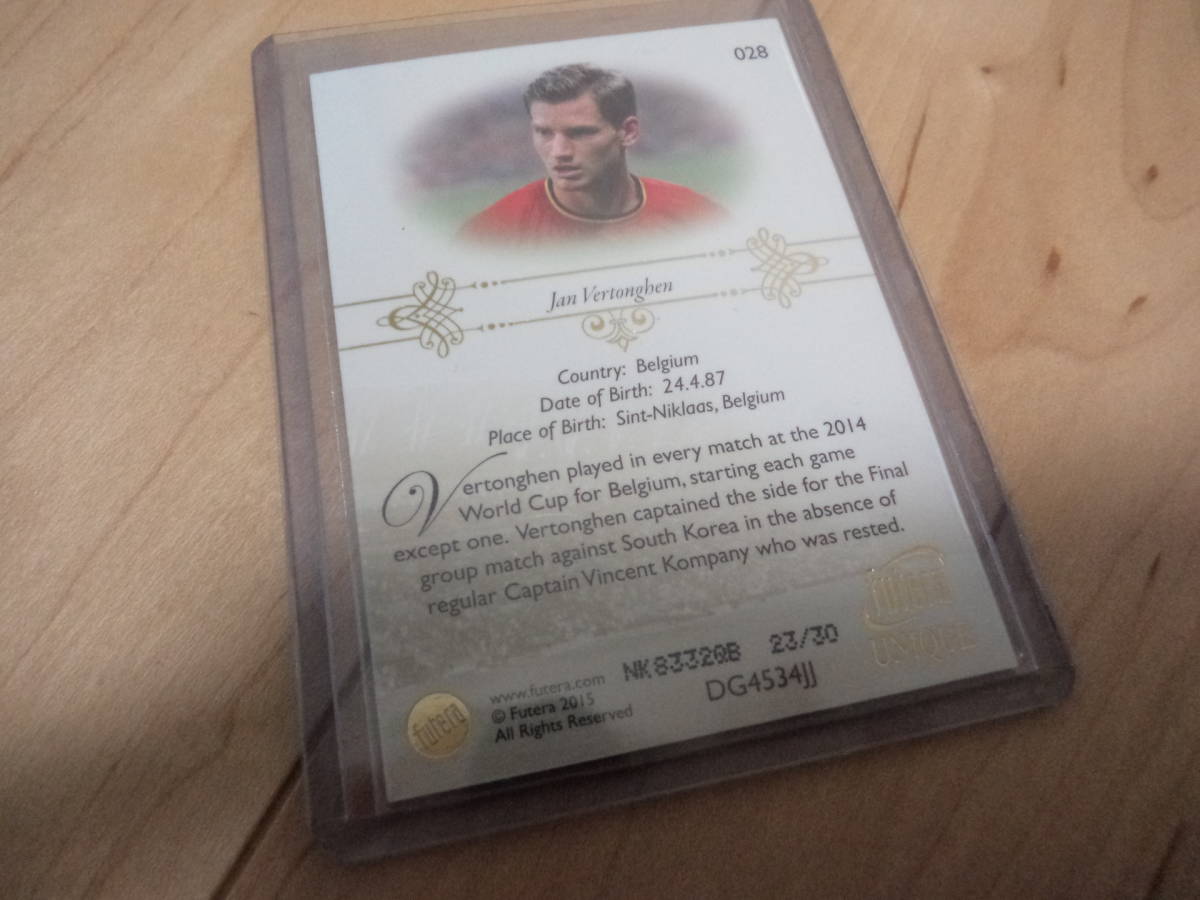 028
Jan Vertonghen
Country: Belgium
Date of Birth: 24.4.87
Place of Birth: Sint-Niklaas, Belgium
Vertonghen played in every match at the 2014
World Cup for Belgium, starting each game
except one. Vertonghen captained the side for the Final
group match against South Korea in the absence of
regular Captain Vincent Kompany who was rested.
futera
UNIQUE
NK83320B 23/30
DG4534JJ
futera
www.futera.com
© Futera 2015
All Rights Reserved